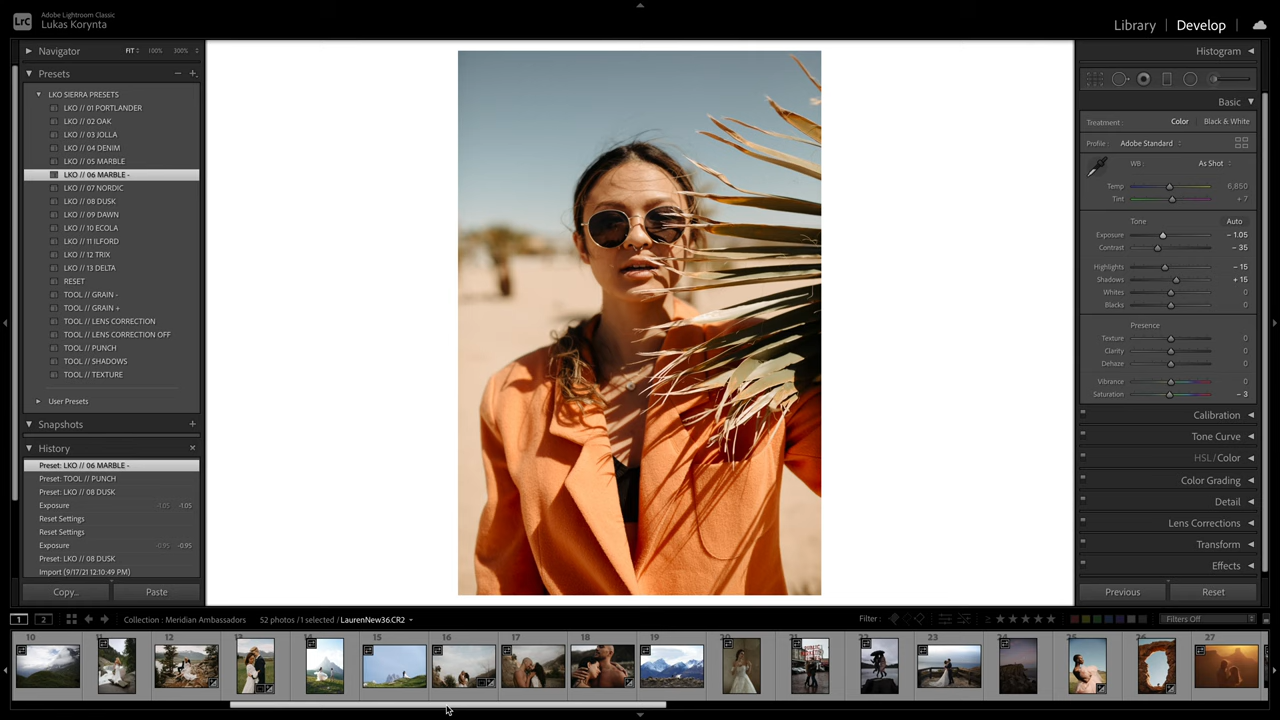 LrC
Adobe Lightroom Classic
Lukas Korynta
Library
Develop
Navigator
FIT
100%
300%
Presets
LKO SIERRA PRESETS
LKO // 01 PORTLANDER
LKO // 02 OAK
LKO // 03 JOLLA
LKO // 04 DENIM
LKO // 05 MARBLE
LKO // 06 MARBLE -
LKO // 07 NORDIC
LKO // 08 DUSK
LKO // 09 DAWN
LKO // 10 ECOLA
LKO // 11 ILFORD
LKO // 12 TRIX
LKO // 13 DELTA
RESET
TOOL // GRAIN -
TOOL // GRAIN +
TOOL // LENS CORRECTION
TOOL // LENS CORRECTION OFF
TOOL // PUNCH
TOOL // SHADOWS
TOOL // TEXTURE
User Presets
Snapshots
History
Preset: LKO // 06 MARBLE -
Preset: TOOL // PUNCH
Preset: LKO // 08 DUSK
Exposure -1.05 -1.05
Reset Settings
Reset Settings
Exposure -0.95 -0.95
Preset: LKO // 08 DUSK
Import (9/17/21 12:10:49 PM)
Copy...
Paste
Histogram
Basic
Treatment : Color Black & White
Profile : Adobe Standard
WB : As Shot
Temp 6,850
Tint + 7
Tone Auto
Exposure - 1.05
Contrast - 35
Highlights - 15
Shadows + 15
Whites 0
Blacks 0
Presence
Texture 0
Clarity 0
Dehaze 0
Vibrance 0
Saturation - 3
Calibration
Tone Curve
HSL / Color
Color Grading
Detail
Lens Corrections
Transform
Effects
Previous
Reset
1 2 Collection : Meridian Ambassadors 52 photos / 1 selected / LaurenNew36.CR2 Filter : Filters Off
10 11 12 13 14 15 16 17 18 19 20 21 22 23 24 25 26 27